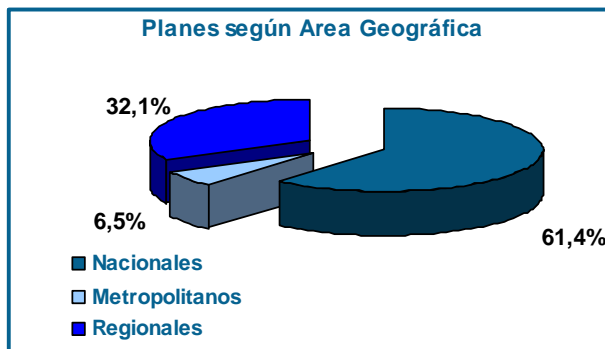 Planes según Area Geográfica
32,1%
6,5%
61,4%
Nacionales
Metropolitanos
Regionales